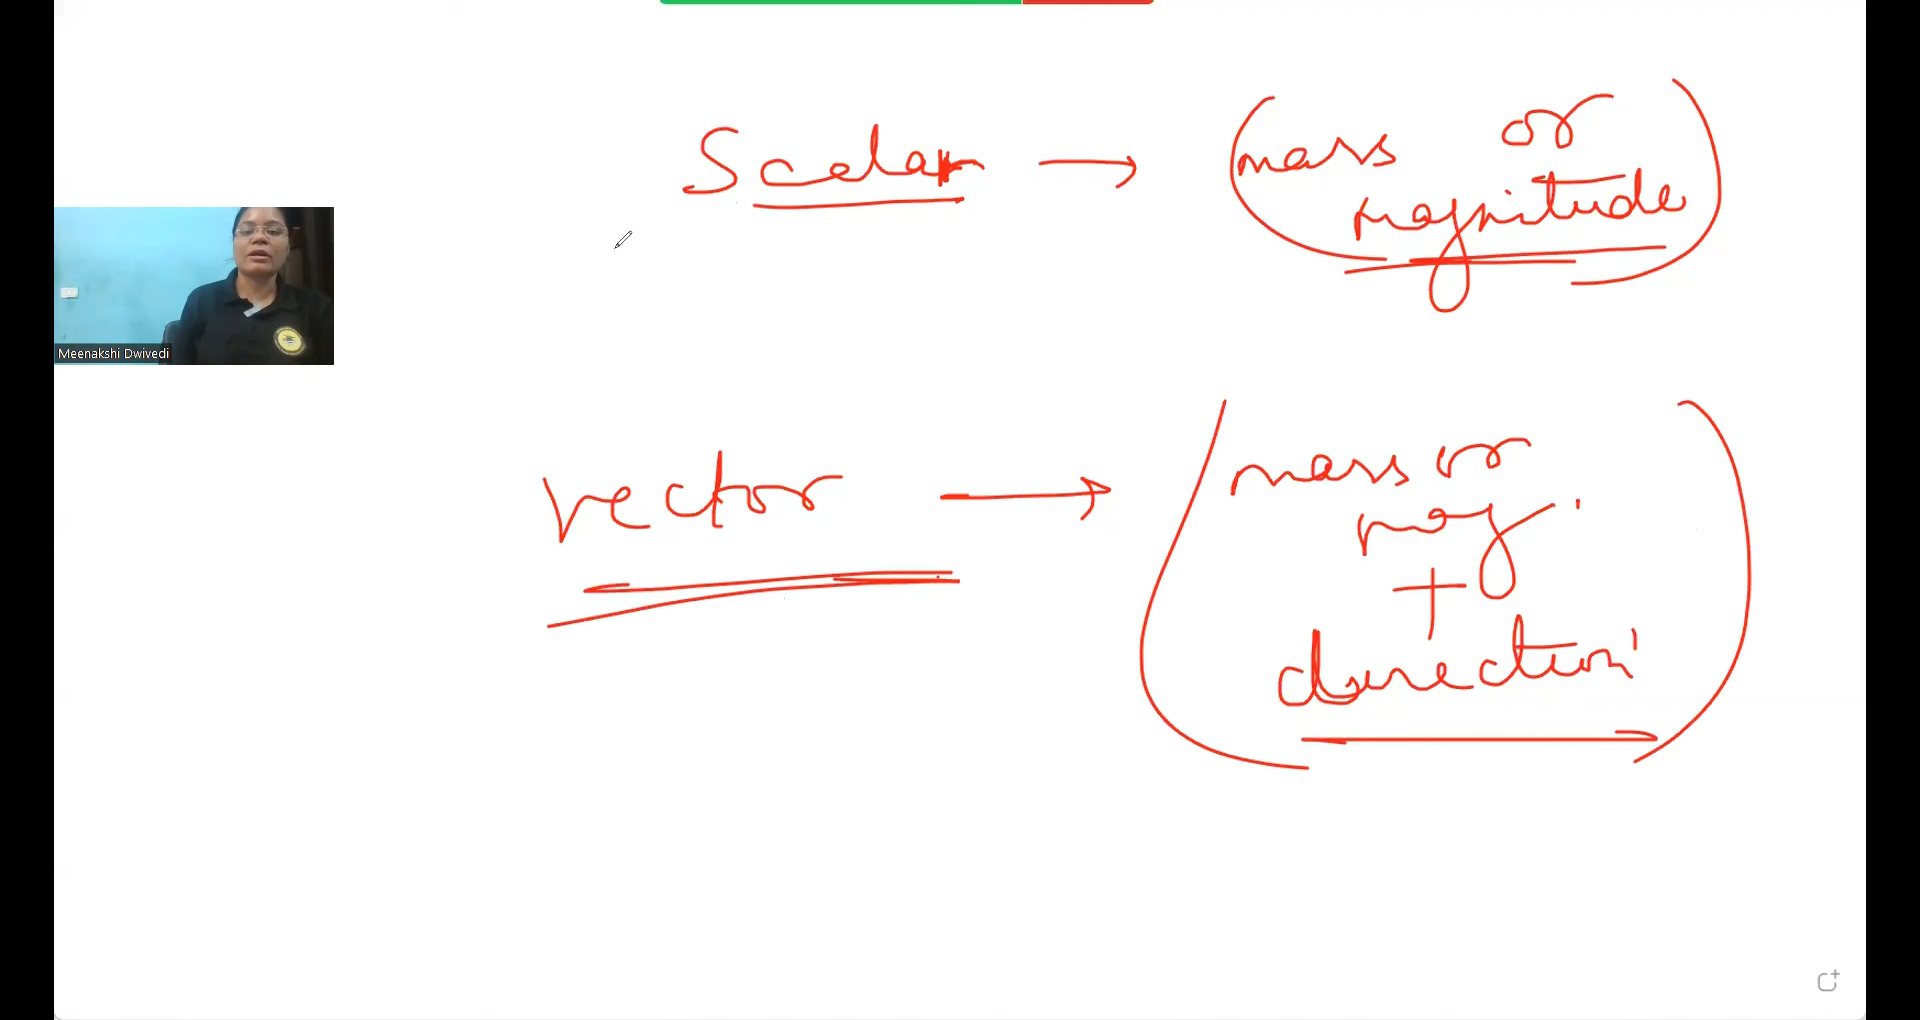 Scalar → (mass or
magnitude)
Meenakshi Dwivedi
vector → (mass or
mag.
+
direction)